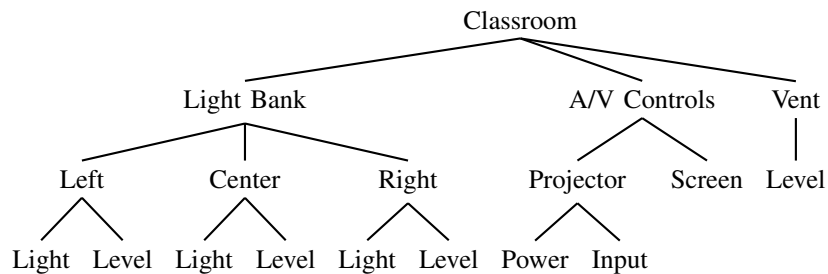 Classroom
Light Bank A/V Controls Vent
Left Center Right Projector Screen Level
Light Level Light Level Light Level Power Input